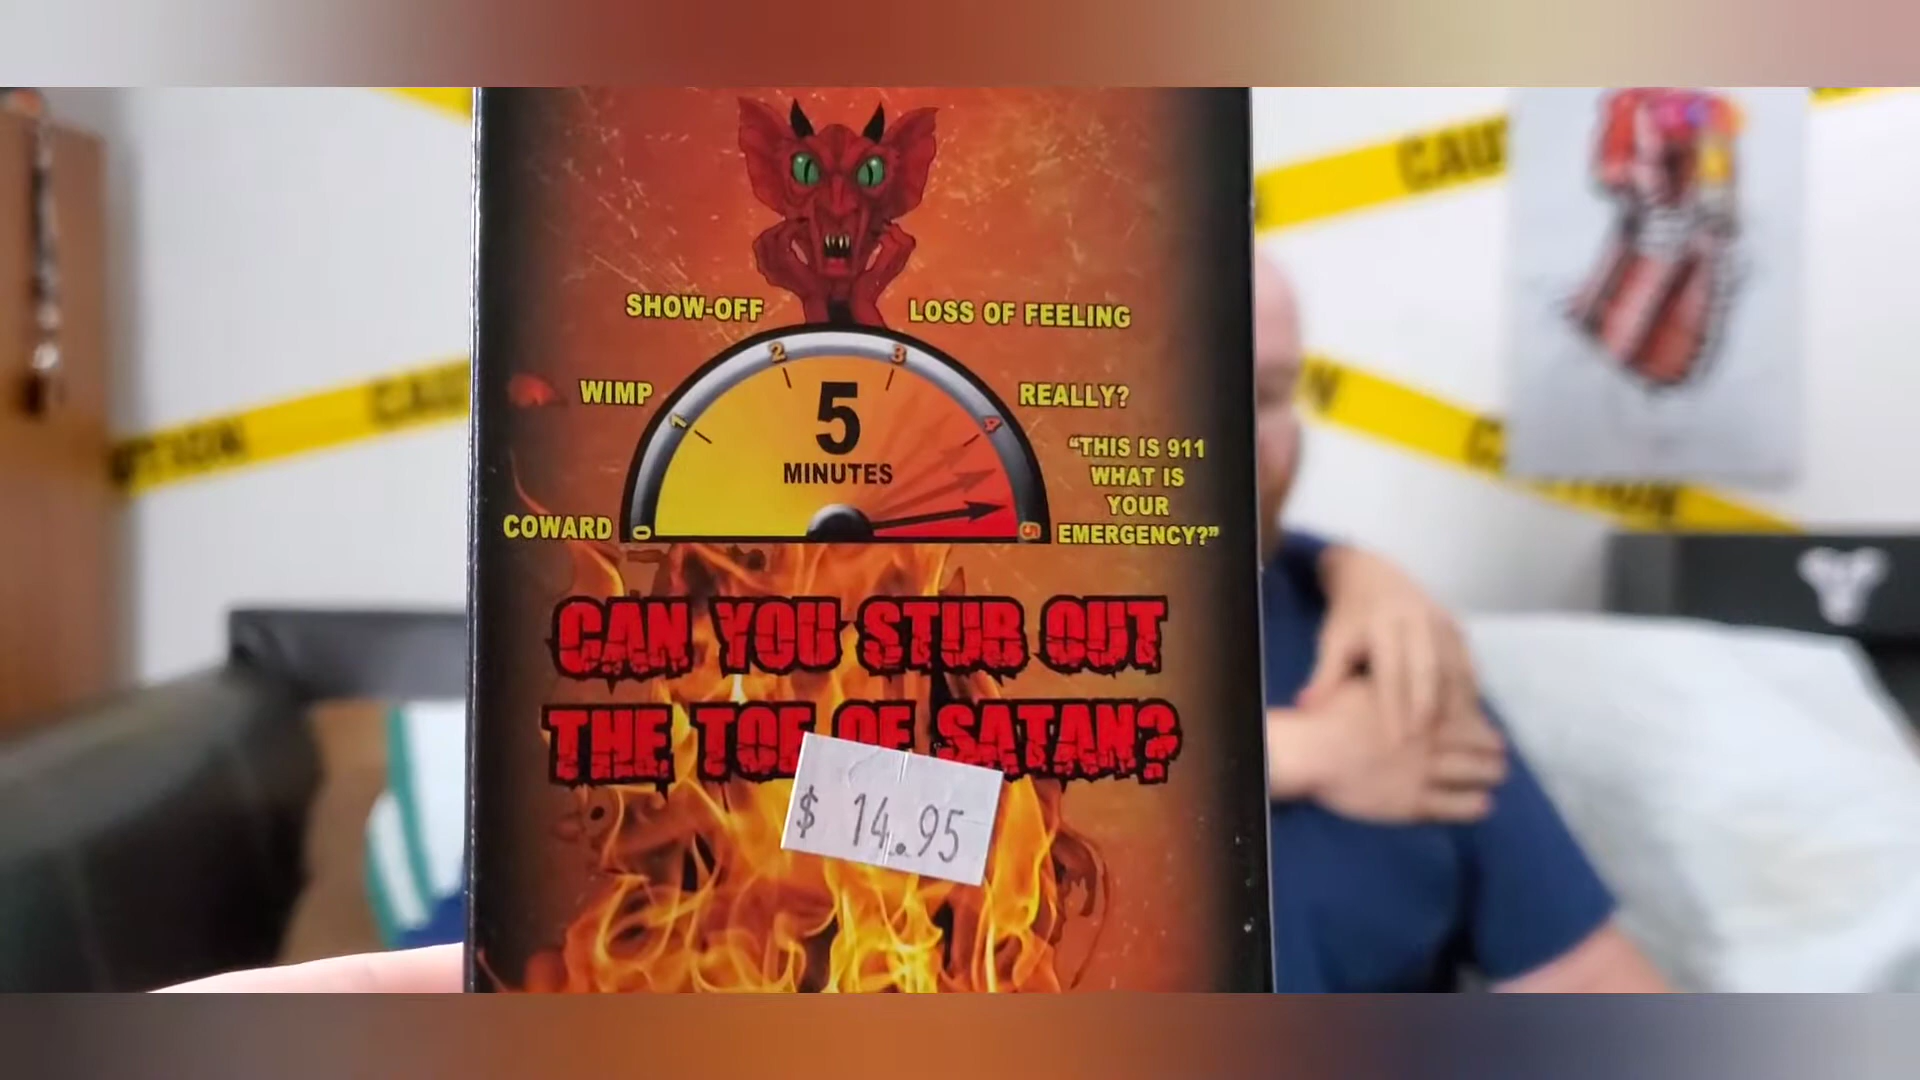 SHOW-OFF
LOSS OF FEELING
2
3
WIMP
REALLY?
1
4
5
MINUTES
"THIS IS 911
WHAT IS
YOUR
EMERGENCY?"
COWARD
0
5
CAN YOU STUB OUT
THE TOE OF SATAN?
$ 14.95